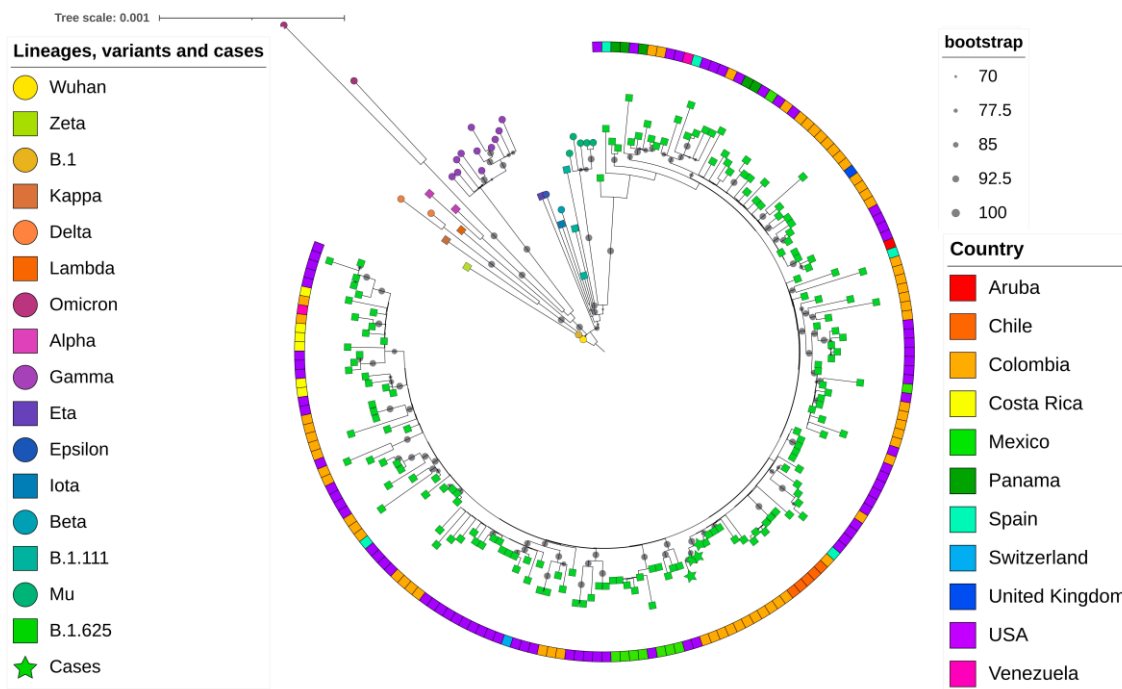 Tree scale: 0.001
Lineages, variants and cases
Wuhan
Zeta
B.1
Kappa
Delta
Lambda
Omicron
Alpha
Gamma
Eta
Epsilon
Iota
Beta
B.1.111
Mu
B.1.625
Cases
bootstrap
70
77.5
85
92.5
100
Country
Aruba
Chile
Colombia
Costa Rica
Mexico
Panama
Spain
Switzerland
United Kingdom
USA
Venezuela